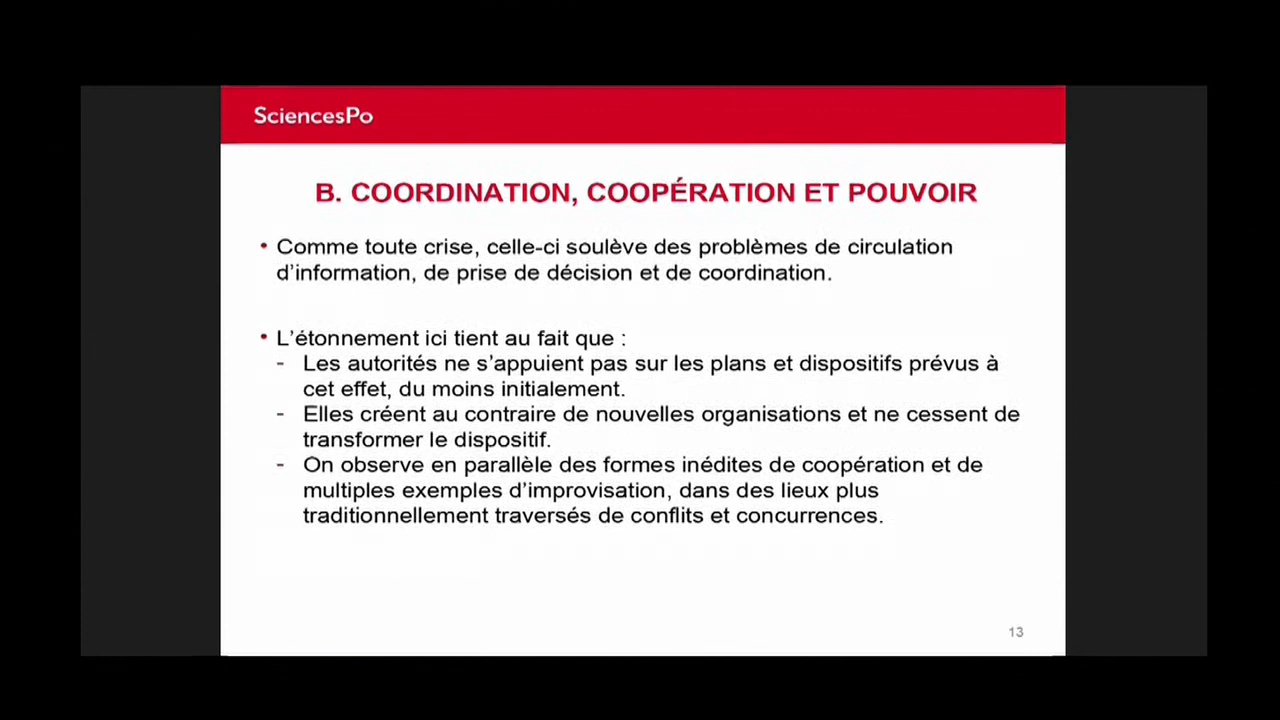 SciencesPo
B. COORDINATION, COOPÉRATION ET POUVOIR
• Comme toute crise, celle-ci soulève des problèmes de circulation
d’information, de prise de décision et de coordination.
• L’étonnement ici tient au fait que :
- Les autorités ne s’appuient pas sur les plans et dispositifs prévus à
cet effet, du moins initialement.
- Elles créent au contraire de nouvelles organisations et ne cessent de
transformer le dispositif.
- On observe en parallèle des formes inédites de coopération et de
multiples exemples d’improvisation, dans des lieux plus
traditionnellement traversés de conflits et concurrences.
13